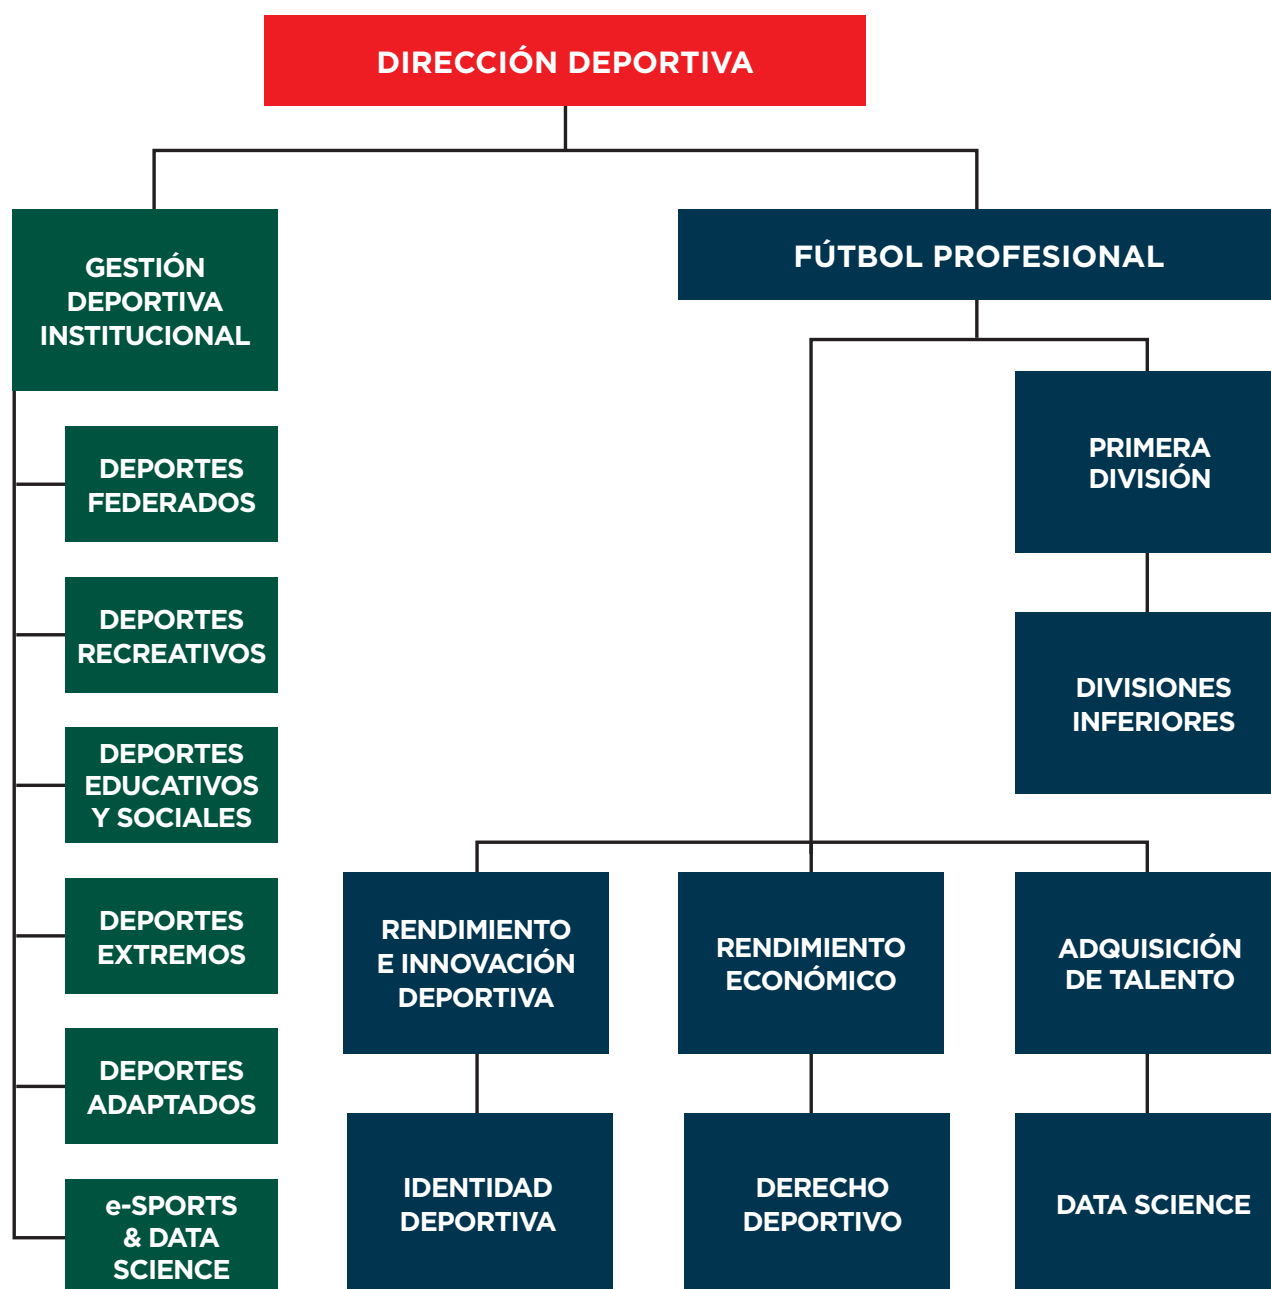 DIRECCIÓN DEPORTIVA
GESTIÓN
DEPORTIVA
INSTITUCIONAL
DEPORTES
FEDERADOS
DEPORTES
RECREATIVOS
DEPORTES
EDUCATIVOS
Y SOCIALES
DEPORTES
EXTREMOS
DEPORTES
ADAPTADOS
e-SPORTS
& DATA
SCIENCE
FÚTBOL PROFESIONAL
PRIMERA
DIVISIÓN
DIVISIONES
INFERIORES
RENDIMIENTO
E INNOVACIÓN
DEPORTIVA
IDENTIDAD
DEPORTIVA
RENDIMIENTO
ECONÓMICO
DERECHO
DEPORTIVO
ADQUISICIÓN
DE TALENTO
DATA SCIENCE